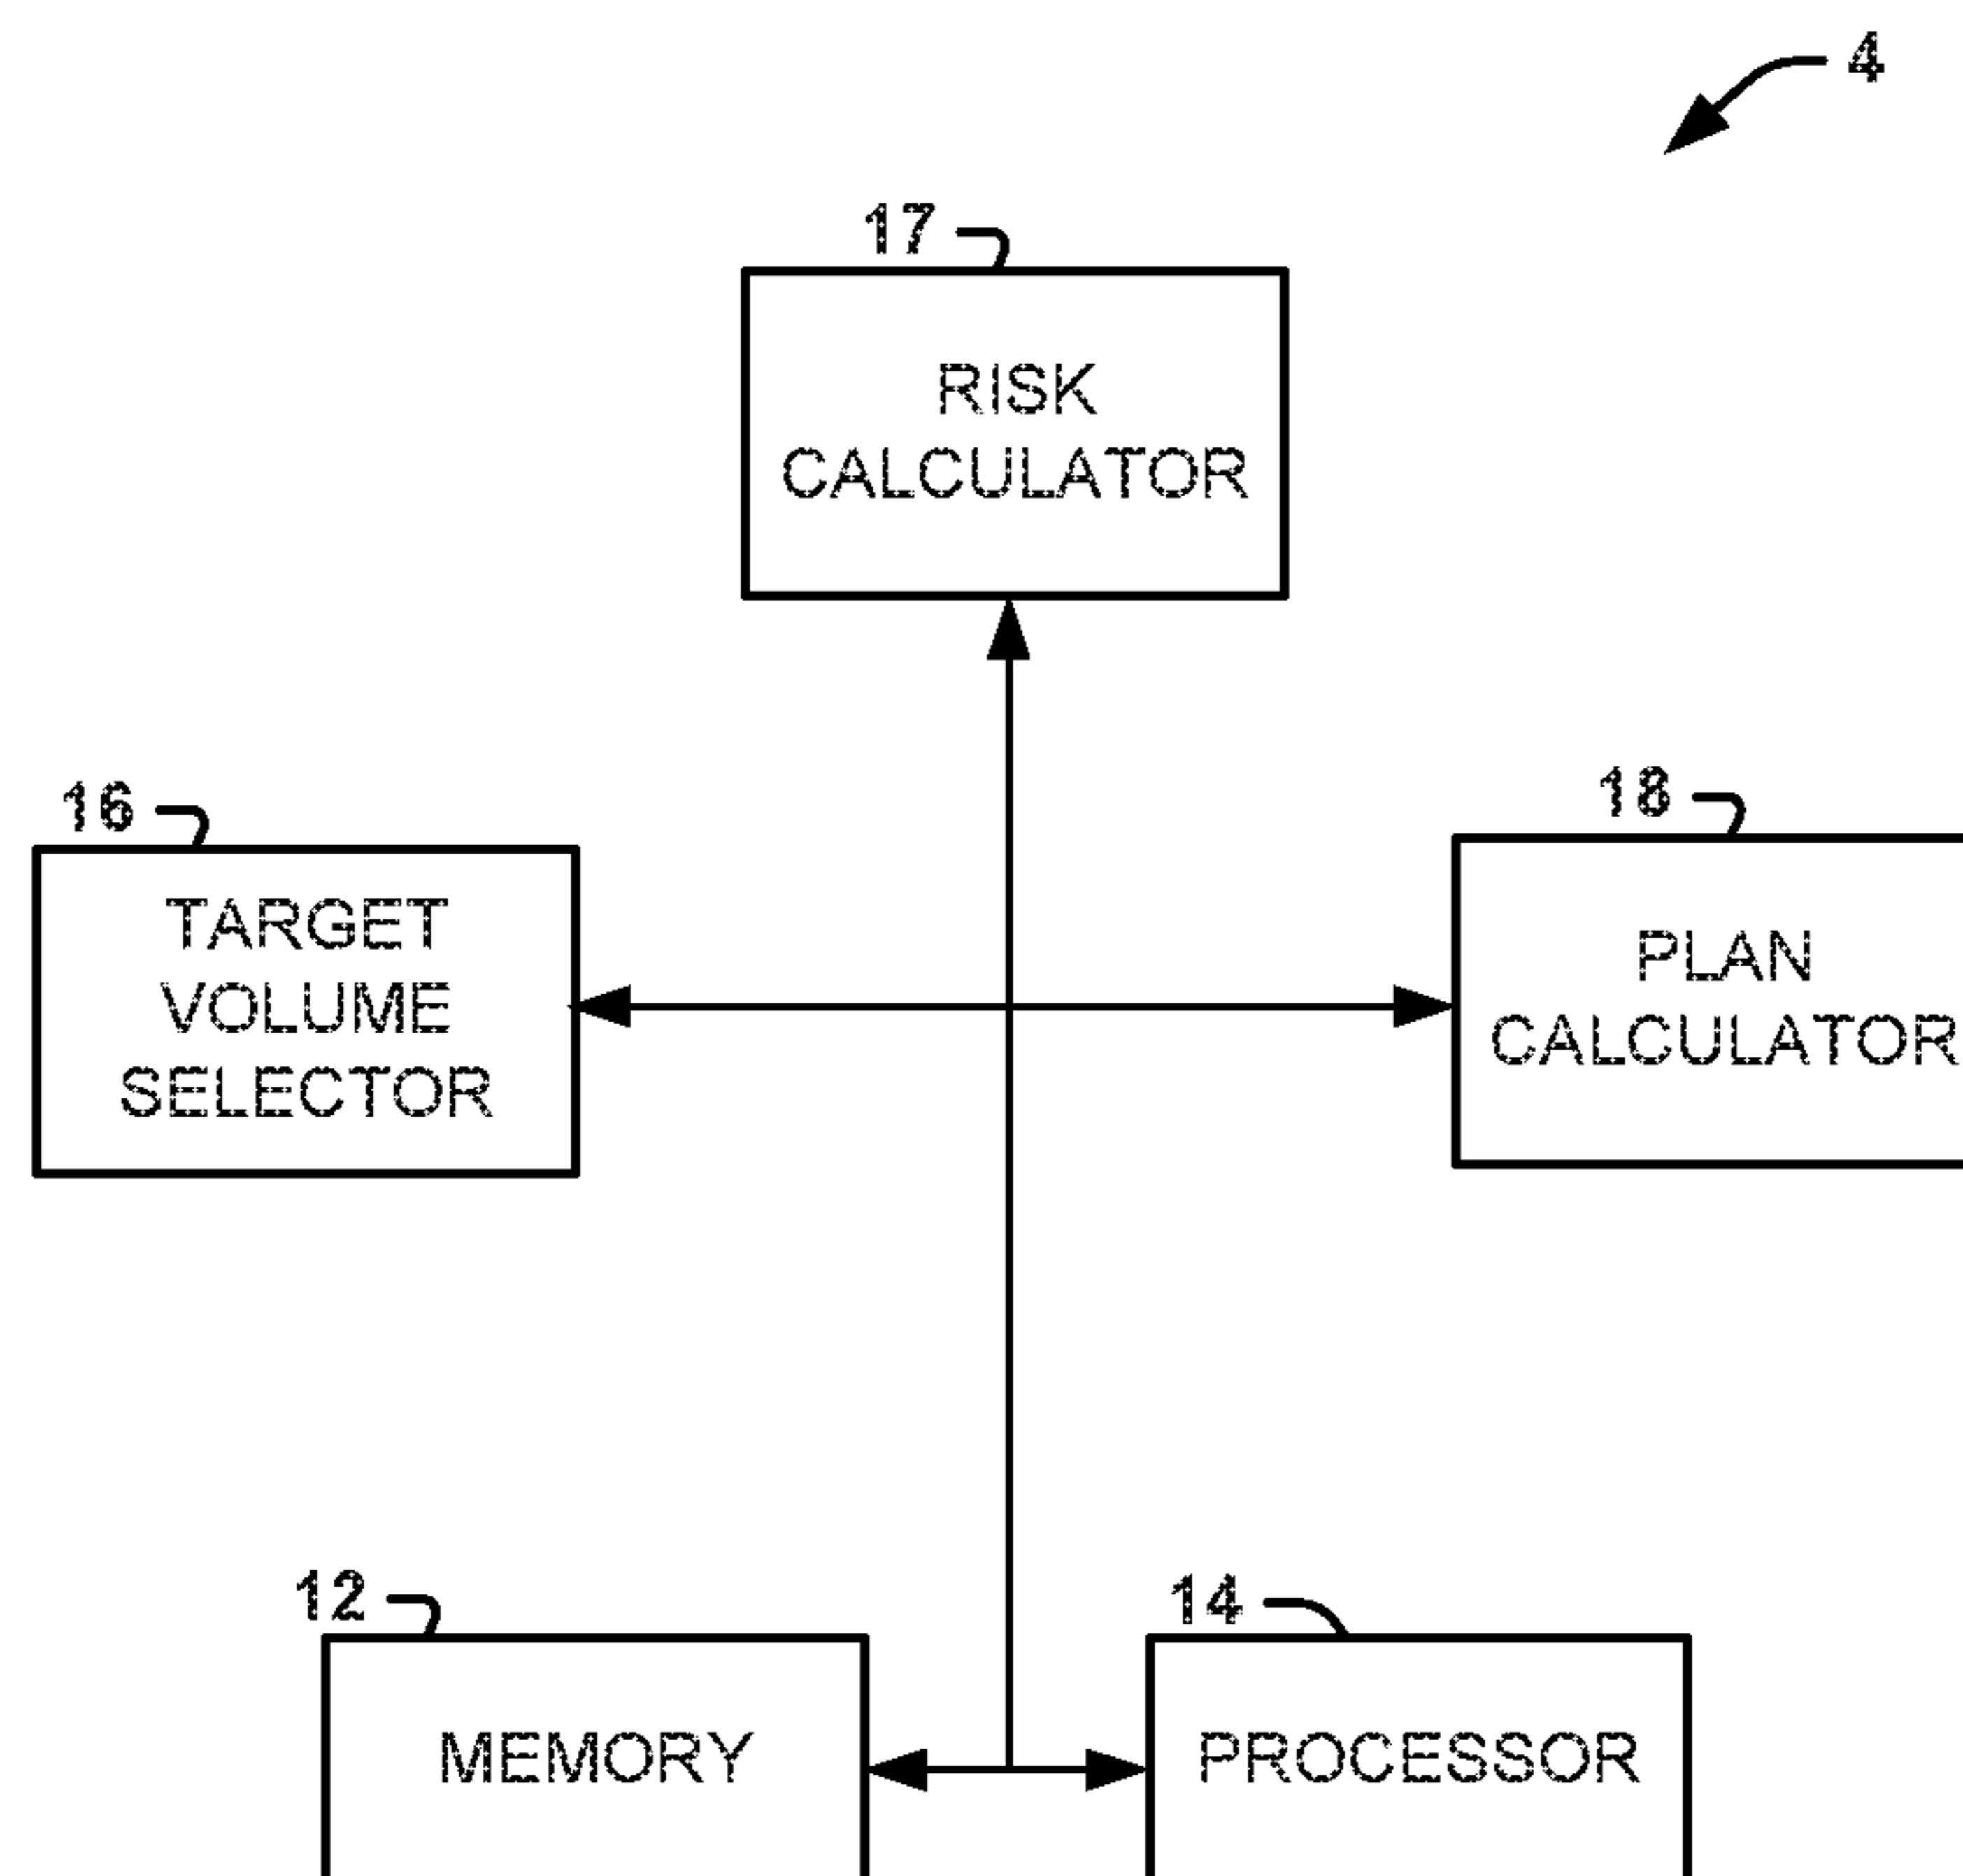 4
17
RISK
CALCULATOR
16
TARGET
VOLUME
SELECTOR
18
PLAN
CALCULATOR
12
MEMORY
14
PROCESSOR